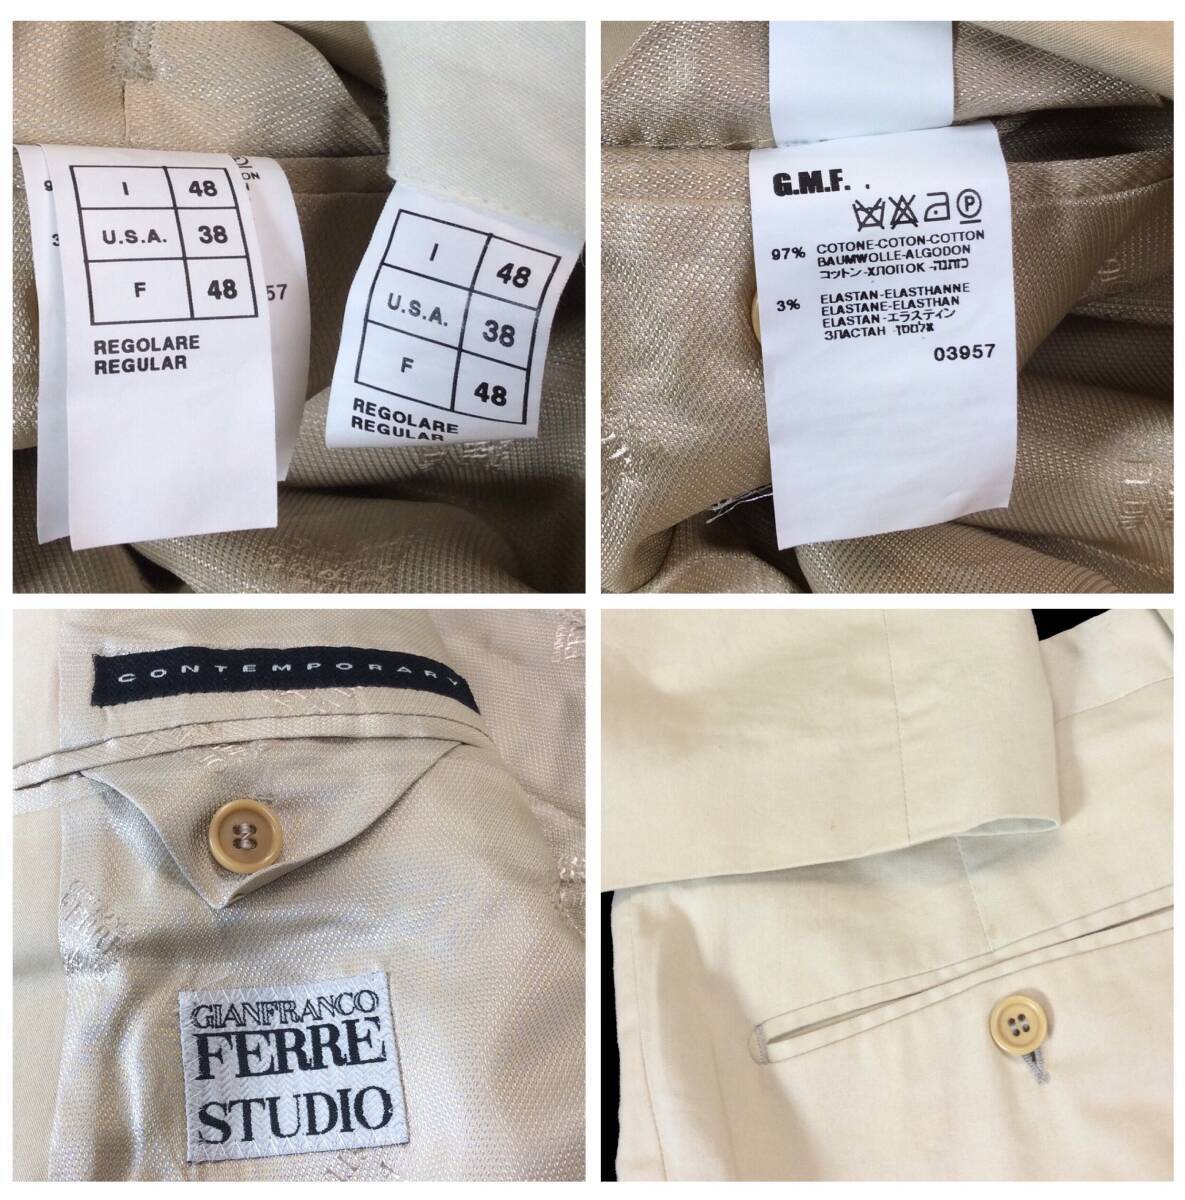 I 48
U.S.A. 38
F 48
REGOLARE
REGULAR
57
I 48
U.S.A. 38
F 48
REGOLARE
REGULAR
G.M.F.
P
97% COTONE-COTON-COTTON
BAUMWOLLE-ALGODON
コットン-ХЛОПОК-כותנה
3% ELASTAN-ELASTHANNE
ELASTANE-ELASTHAN
ELASTAN-エラスティン
ЭЛАСТАН-אלסטן
03957
CONTEMPORARY
GIANFRANCO
FERRE
STUDIO